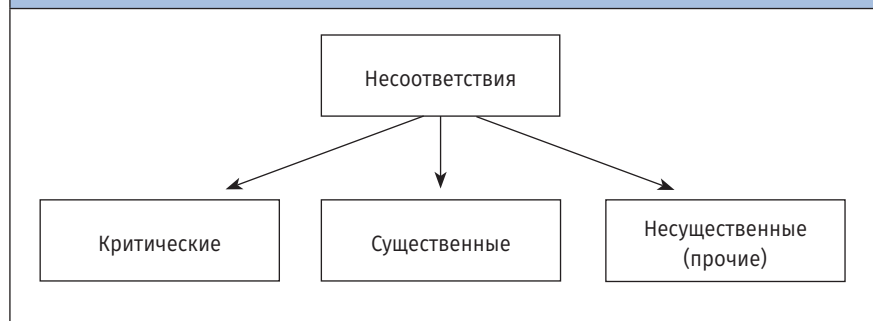 Несоответствия
Критические
Существенные
Несущественные
(прочие)